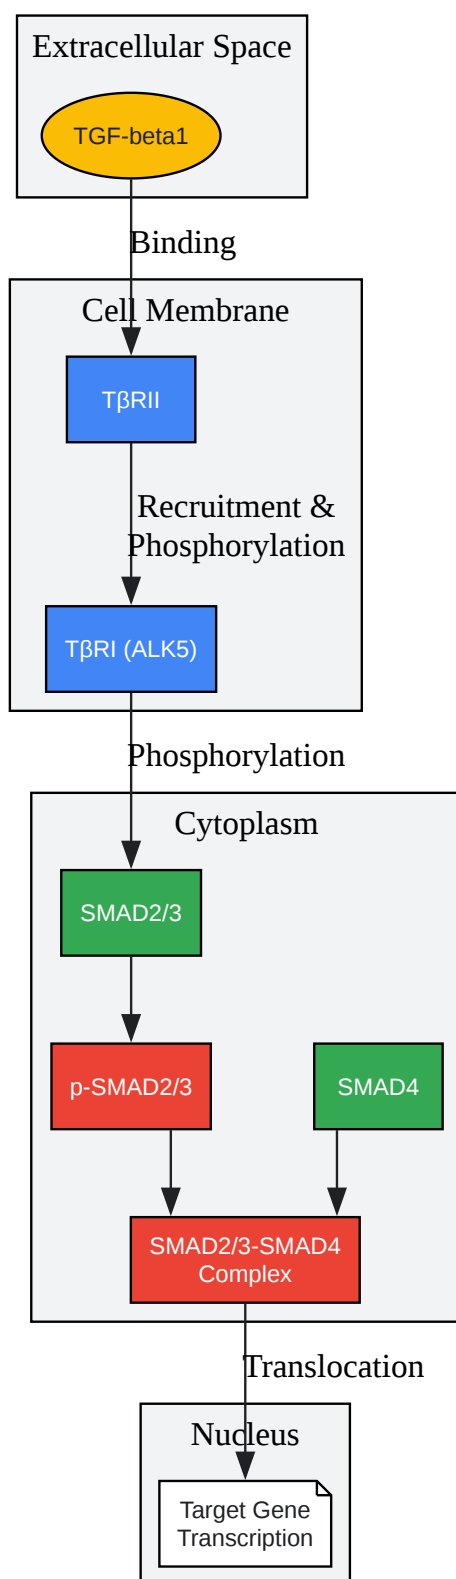 Extracellular Space
TGF-beta1
Binding
Cell Membrane
TβRII
Recruitment &
Phosphorylation
TβRI (ALK5)
Phosphorylation
Cytoplasm
SMAD2/3
p-SMAD2/3
SMAD4
SMAD2/3-SMAD4
Complex
Translocation
Nucleus
Target Gene
Transcription